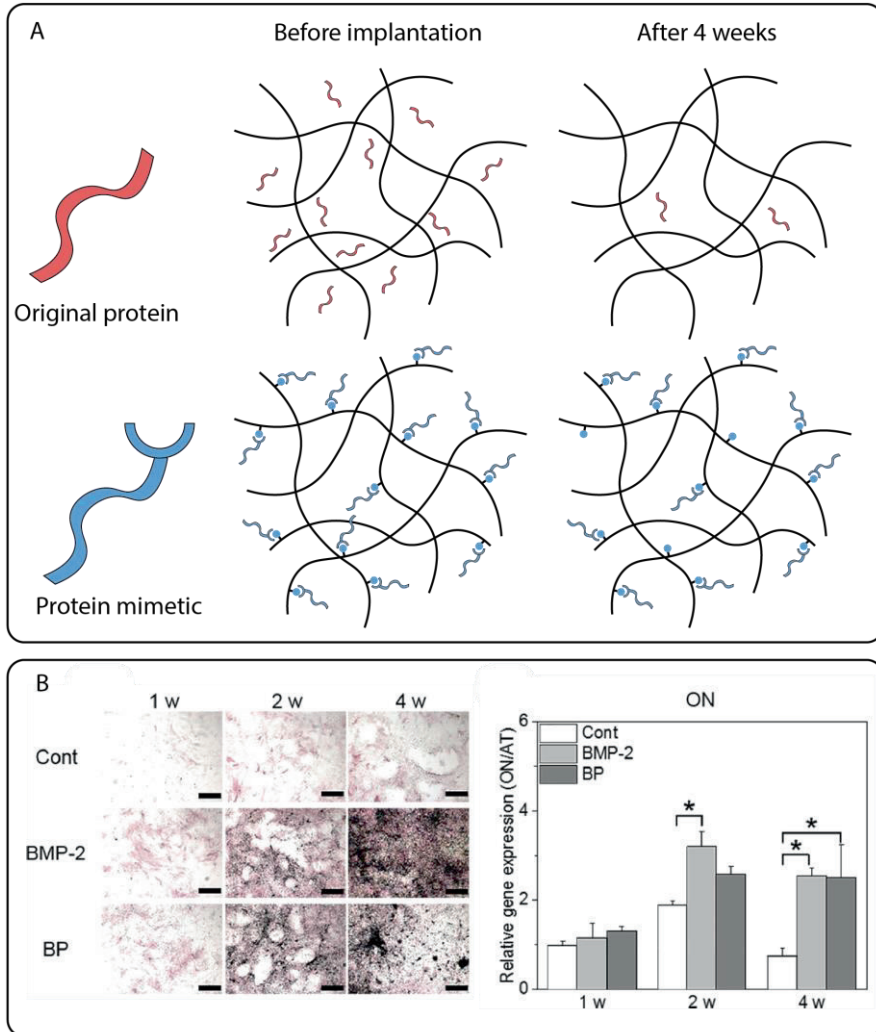 A
Before implantation
After 4 weeks
Original protein
Protein mimetic
B
1 w
2 w
4 w
Cont
BMP-2
BP
ON
Relative gene expression (ON/AT)
6
4
2
0
Cont
BMP-2
BP
*
*
*
1 w
2 w
4 w